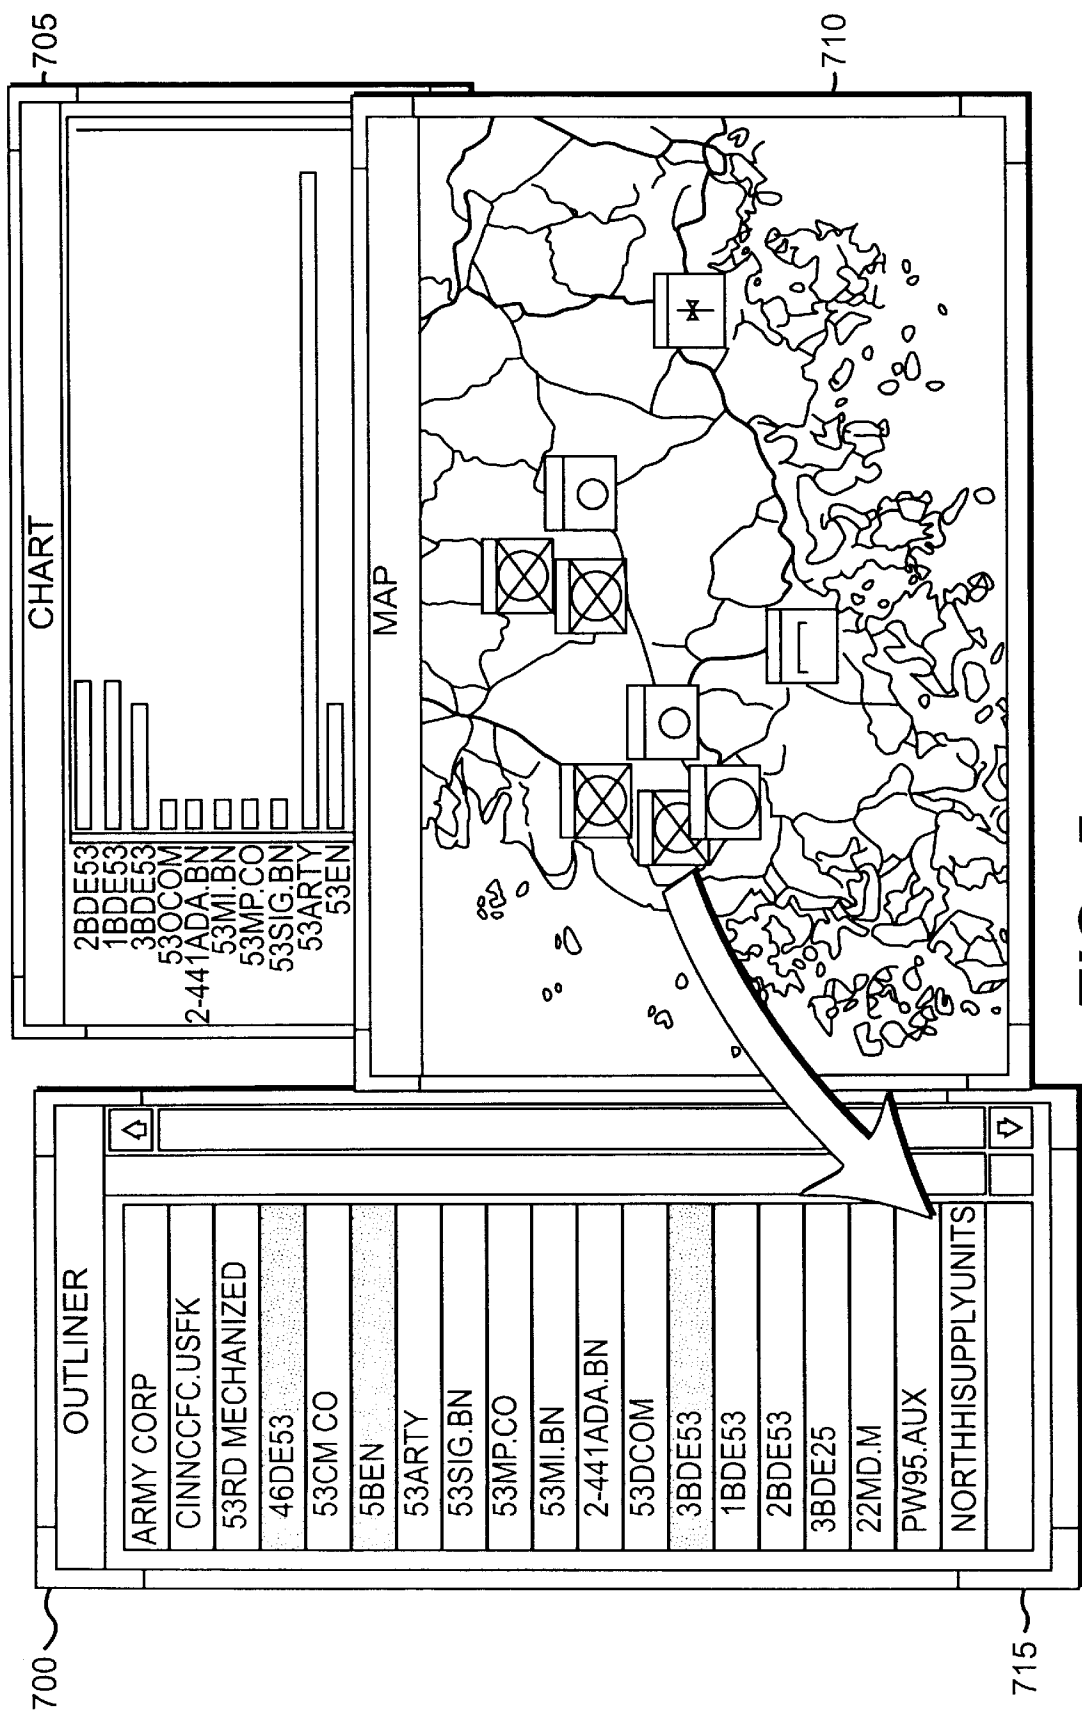 700
OUTLINER
ARMY CORP
CINNCCFC.USFK
53RD MECHANIZED
46DE53
53CM CO
5BEN
53ARTY
53SIG.BN
53MP.CO
53MI.BN
2-441ADA.BN
53DCOM
3BDE53
1BDE53
2BDE53
3BDE25
22MD.M
PW95.AUX
NORTHHISUPPLYUNITS
715
CHART
705
2BDE53
1BDE53
3BDE53
53OCOM
2-441ADA.BN
53MI.BN
53MP.CO
53SIG.BN
53ARTY
53EN
MAP
710